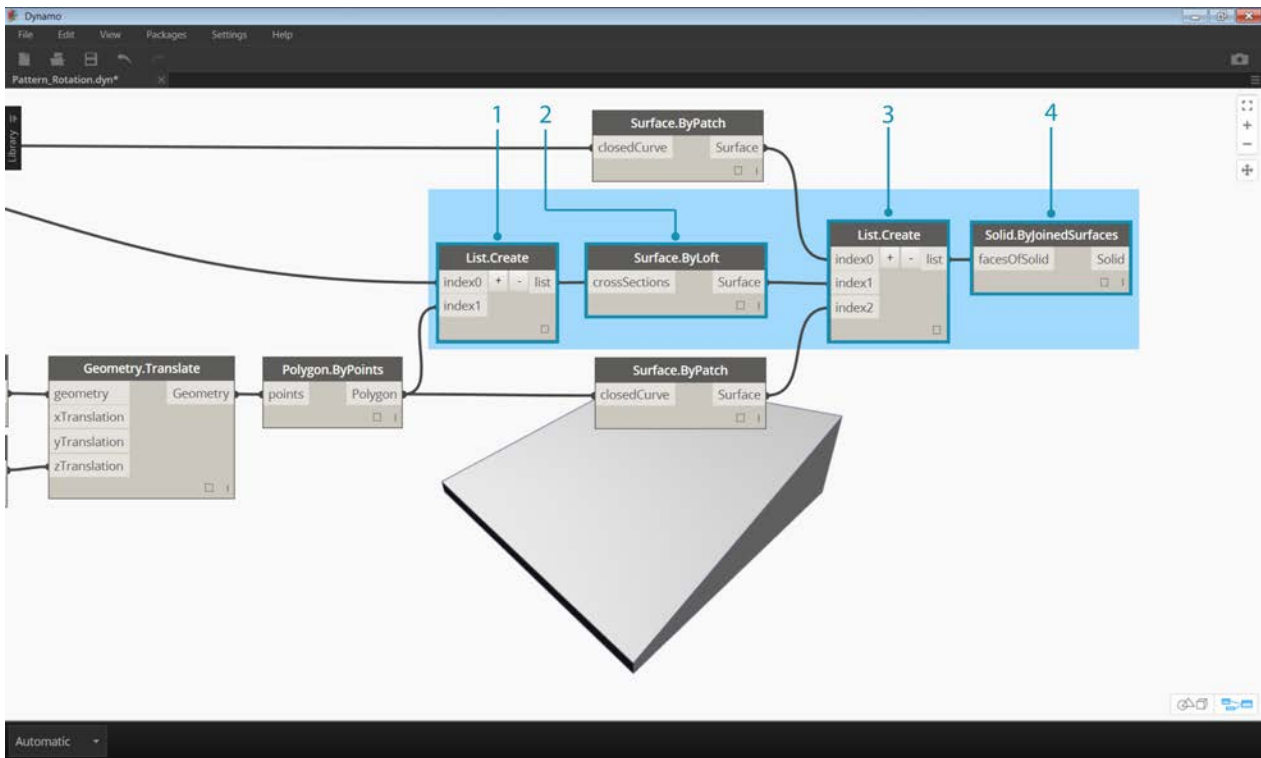 Dynamo
File Edit View Packages Settings Help
Pattern_Rotation.dyn*
Library
1 2 3 4
Surface.ByPatch
closedCurve Surface
List.Create
index0 + - list
index1
Surface.ByLoft
crossSections Surface
List.Create
index0 + - list
index1
index2
Solid.ByJoinedSurfaces
facesOfSolid Solid
Geometry.Translate
geometry Geometry
xTranslation
yTranslation
zTranslation
Polygon.ByPoints
points Polygon
Surface.ByPatch
closedCurve Surface
Automatic